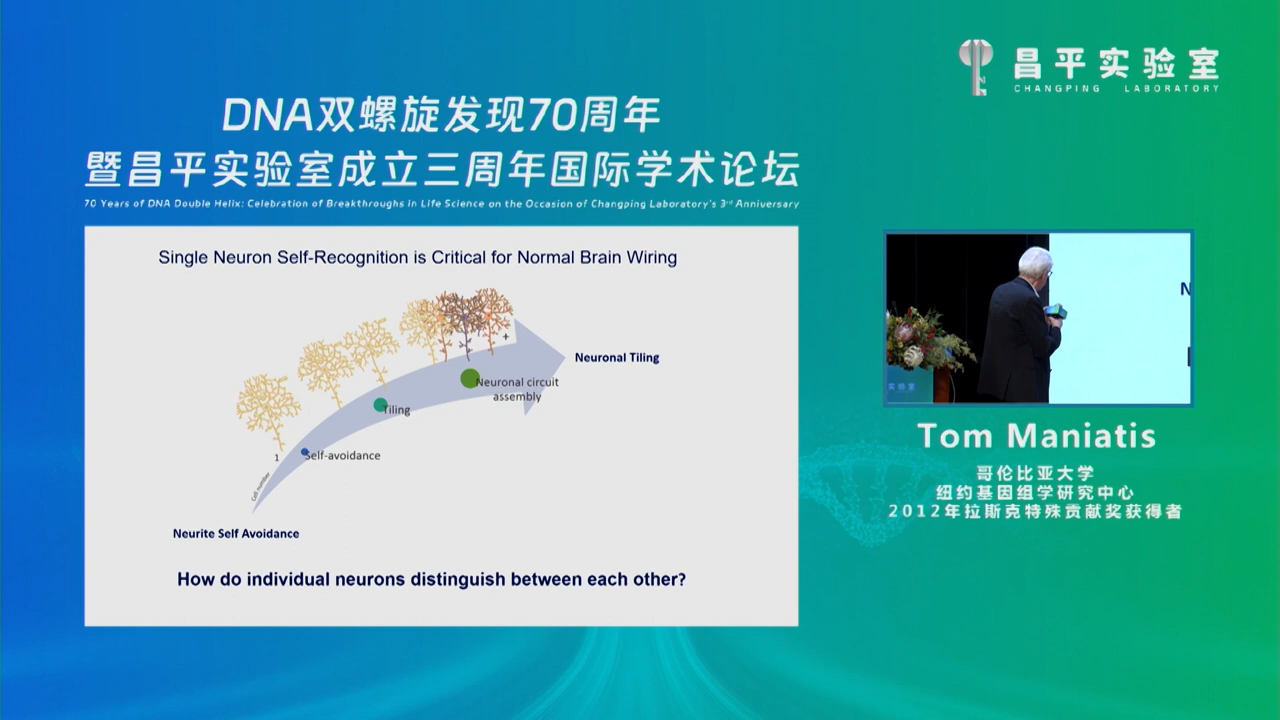 昌平实验室
CHANGPING LABORATORY
DNA双螺旋发现70周年
暨昌平实验室成立三周年国际学术论坛
70 Years of DNA Double Helix: Celebration of Breakthroughs in Life Science on the Occasion of Changping Laboratory's 3rd Anniversary
Single Neuron Self-Recognition is Critical for Normal Brain Wiring
+
Neuronal Tiling
Neuronal circuit
assembly
Tiling
1
Self-avoidance
Cell number
Neurite Self Avoidance
How do individual neurons distinguish between each other?
N
实验室
Tom Maniatis
哥伦比亚大学
纽约基因组学研究中心
2012年拉斯克特殊贡献奖获得者